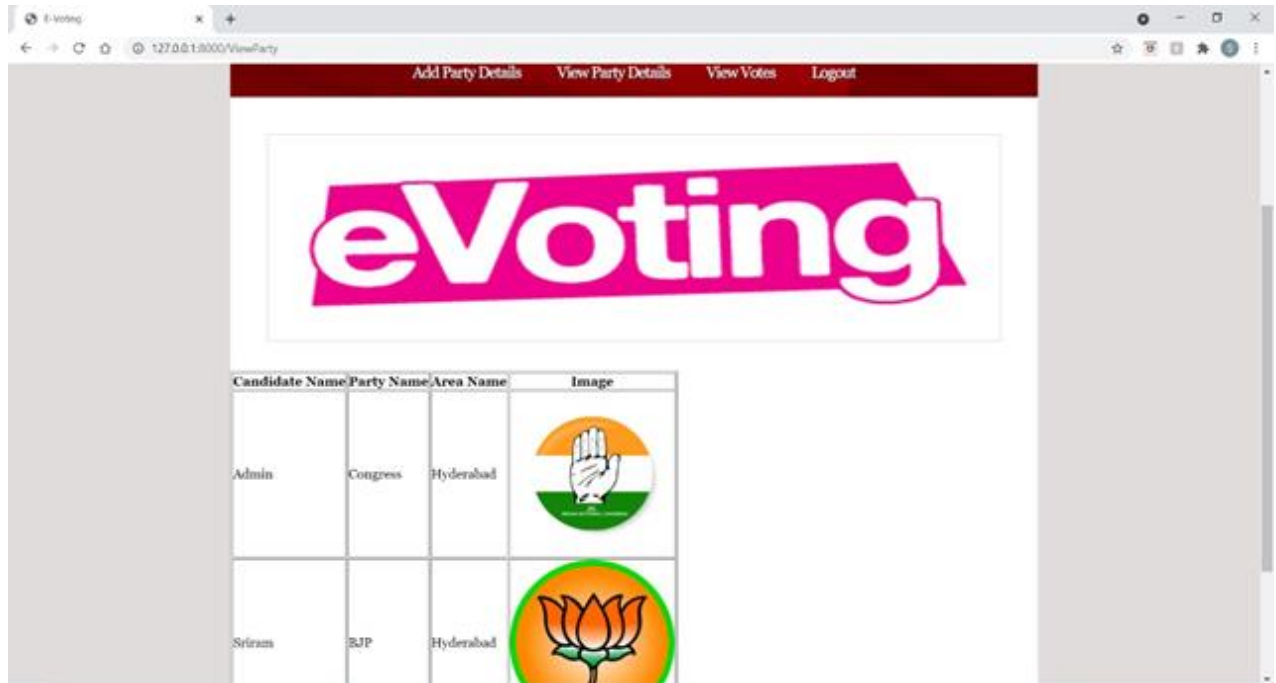 E-Voting
127.0.0.1:8000/ViewParty
Add Party Details View Party Details View Votes Logout
eVoting
Candidate Name Party Name Area Name Image
Admin Congress Hyderabad
Sriram BJP Hyderabad